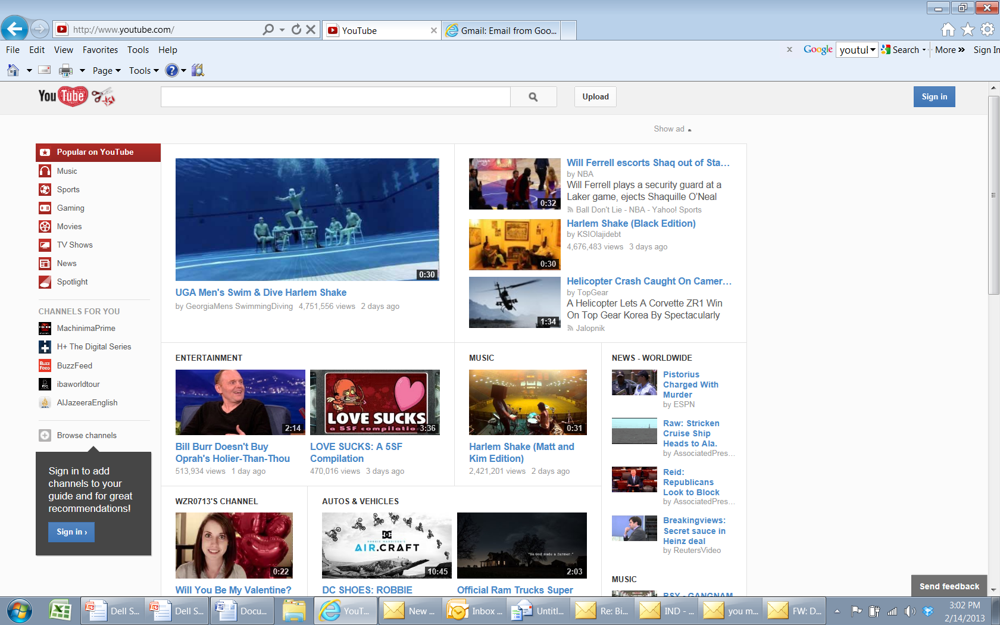 http://www.youtube.com/
YouTube
Gmail: Email from Goo...
File Edit View Favorites Tools Help
x Google youtul Search More » Sign In
Page Tools
YouTube
Upload
Sign in
Show ad
Popular on YouTube
Music
Sports
Gaming
Movies
TV Shows
News
Spotlight
CHANNELS FOR YOU
MachinimaPrime
H+ The Digital Series
Buzz
Feed
BuzzFeed
ibaworldtour
AlJazeeraEnglish
Browse channels
Sign in to add
channels to your
guide and for great
recommendations!
Sign in ›
0:30
UGA Men's Swim & Dive Harlem Shake
by GeorgiaMens SwimmingDiving 4,751,556 views 2 days ago
0:32
Will Ferrell escorts Shaq out of Sta...
by NBA
Will Ferrell plays a security guard at a
Laker game, ejects Shaquille O'Neal
Ball Don't Lie - NBA - Yahoo! Sports
0:30
Harlem Shake (Black Edition)
by KSIOlajidebt
4,676,483 views 3 days ago
1:34
Helicopter Crash Caught On Camer...
by TopGear
A Helicopter Lets A Corvette ZR1 Win
On Top Gear Korea By Spectacularly
Jalopnik
ENTERTAINMENT
2:14
Bill Burr Doesn't Buy
Oprah's Holier-Than-Thou
513,934 views 1 day ago
LOVE SUCKS
a 5SF compilation
3:36
LOVE SUCKS: A 5SF
Compilation
470,016 views 3 days ago
MUSIC
0:31
Harlem Shake (Matt and
Kim Edition)
2,421,201 views 2 days ago
NEWS - WORLDWIDE
Pistorius
Charged With
Murder
by ESPN
Raw: Stricken
Cruise Ship
Heads to Ala.
by AssociatedPres...
Reid:
Republicans
Look to Block
by AssociatedPres...
Breakingviews:
Secret sauce in
Heinz deal
by ReutersVideo
MUSIC
PSY - GANGNAM
WZR0713'S CHANNEL
0:22
Will You Be My Valentine?
AUTOS & VEHICLES
DC
AIR.CRAFT
10:45
DC SHOES: ROBBIE
"So God made a farmer."
2:03
Official Ram Trucks Super
Send feedback
Dell S...
Dell S...
Docu...
YouT...
New ...
Inbox ...
Untitl...
Re: Bi...
IND - ...
you m...
FW: D...
3:02 PM
2/14/2013